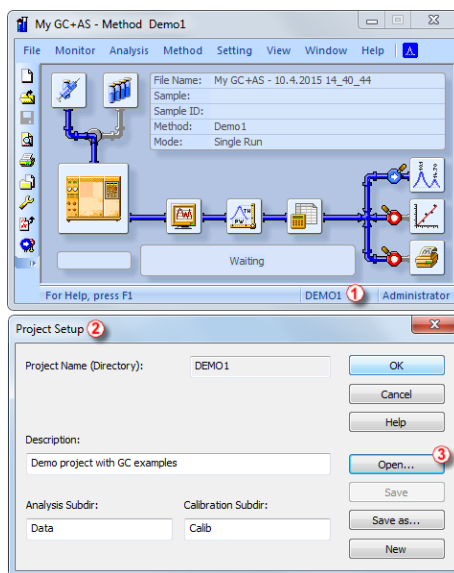 My GC+AS - Method Demo1
File Monitor Analysis Method Setting View Window Help
File Name: My GC+AS - 10.4.2015 14_40_44
Sample:
Sample ID:
Method: Demo1
Mode: Single Run
Waiting
For Help, press F1 DEMO1 1 Administrator
Project Setup 2
Project Name (Directory): DEMO1 OK
Cancel
Help
Description:
3
Demo project with GC examples Open...
Save
Analysis Subdir: Calibration Subdir:
Data Calib Save as...
New